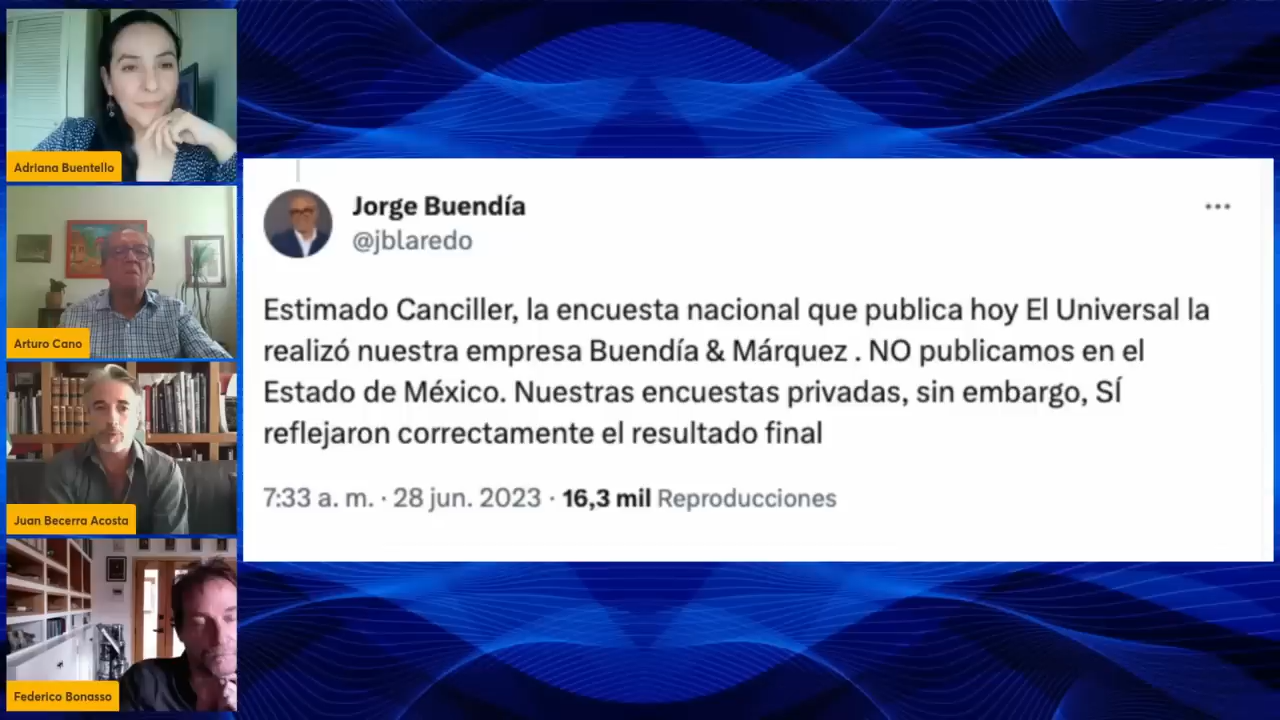 Adriana Buentello
Arturo Cano
Juan Becerra Acosta
Federico Bonasso
Jorge Buendía
@jblaredo
Estimado Canciller, la encuesta nacional que publica hoy El Universal la
realizó nuestra empresa Buendía & Márquez . NO publicamos en el
Estado de México. Nuestras encuestas privadas, sin embargo, SÍ
reflejaron correctamente el resultado final
7:33 a. m. · 28 jun. 2023 · 16,3 mil Reproducciones